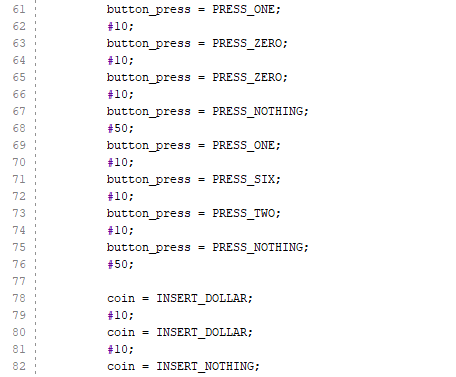 61 button_press = PRESS_ONE;
62 #10;
63 button_press = PRESS_ZERO;
64 #10;
65 button_press = PRESS_ZERO;
66 #10;
67 button_press = PRESS_NOTHING;
68 #50;
69 button_press = PRESS_ONE;
70 #10;
71 button_press = PRESS_SIX;
72 #10;
73 button_press = PRESS_TWO;
74 #10;
75 button_press = PRESS_NOTHING;
76 #50;
77
78 coin = INSERT_DOLLAR;
79 #10;
80 coin = INSERT_DOLLAR;
81 #10;
82 coin = INSERT_NOTHING;